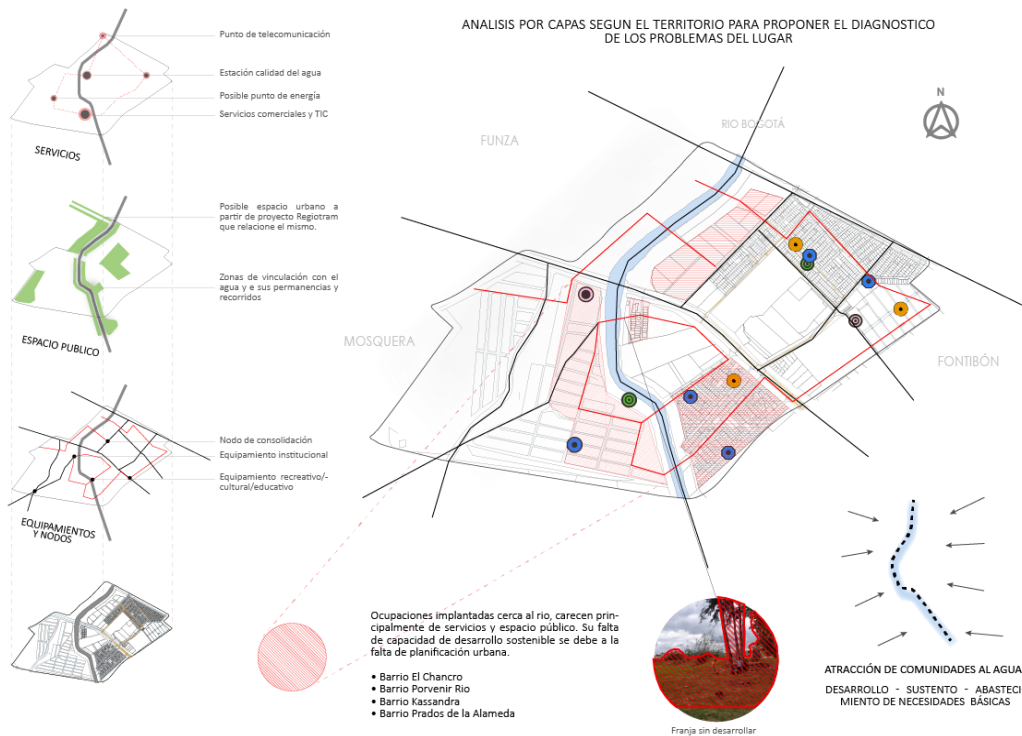 ANALISIS POR CAPAS SEGUN EL TERRITORIO PARA PROPONER EL DIAGNOSTICO
DE LOS PROBLEMAS DEL LUGAR
Punto de telecomunicación
Estación calidad del agua
Posible punto de energía
Servicios comerciales y TIC
SERVICIOS
Posible espacio urbano a
partir de proyecto Regiotram
que relacione el mismo.
Zonas de vinculación con el
agua y e sus permanencias y
recorridos
ESPACIO PUBLICO
Nodo de consolidación
Equipamiento institucional
Equipamiento recreativo/-
cultural/educativo
EQUIPAMIENTOS
Y NODOS
FUNZA
RIO BOGOTÁ
N
MOSQUERA
FONTIBÓN
Ocupaciones implantadas cerca al rio, carecen prin-
cipalmente de servicios y espacio público. Su falta
de capacidad de desarrollo sostenible se debe a la
falta de planificación urbana.
• Barrio El Chancro
• Barrio Porvenir Rio
• Barrio Kassandra
• Barrio Prados de la Alameda
Franja sin desarrollar
ATRACCIÓN DE COMUNIDADES AL AGUA
DESARROLLO - SUSTENTO - ABASTECI
MIENTO DE NECESIDADES BÁSICAS